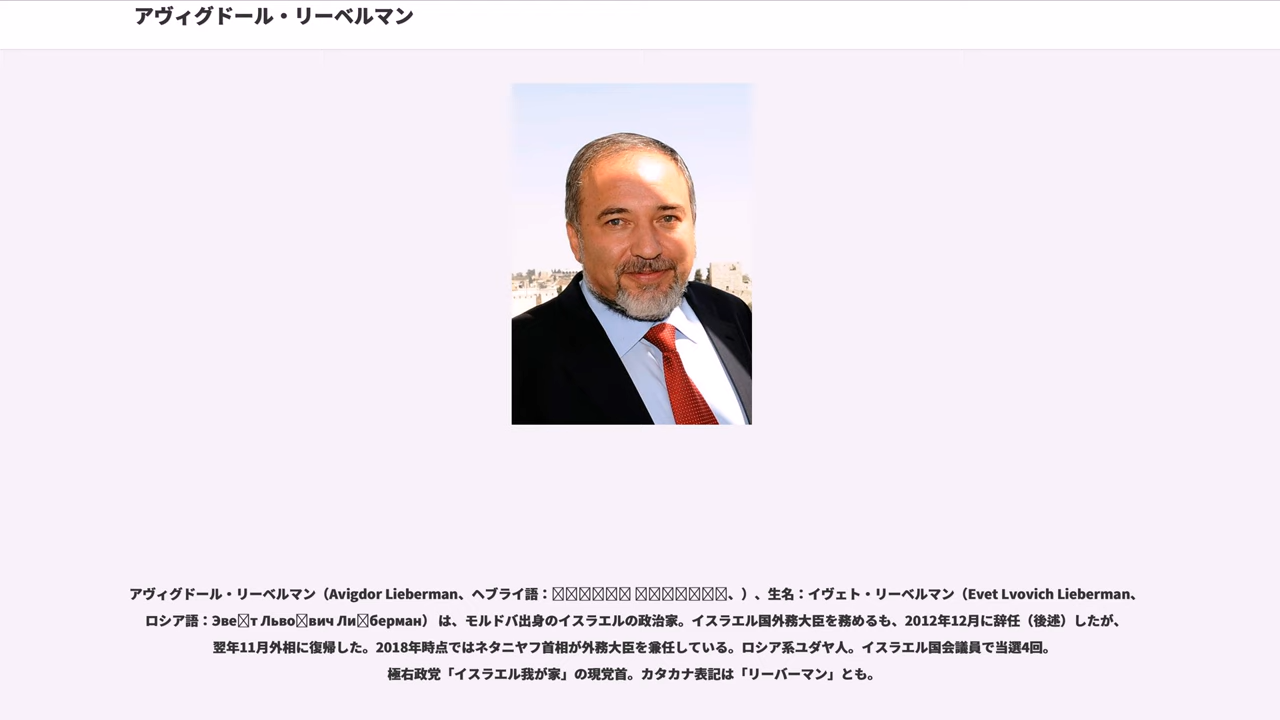 アヴィグドール・リーベルマン
アヴィグドール・リーベルマン（Avigdor Lieberman、ヘブライ語：□□□□□□ □□□□□□□、）、生名：イヴェト・リーベルマン（Evet Lvovich Lieberman、
ロシア語：Эве□т Льво□вич Ли□берман） は、モルドバ出身のイスラエルの政治家。イスラエル国外務大臣を務めるも、2012年12月に辞任（後述）したが、
翌年11月外相に復帰した。2018年時点ではネタニヤフ首相が外務大臣を兼任している。ロシア系ユダヤ人。イスラエル国会議員で当選4回。
極右政党「イスラエル我が家」の現党首。カタカナ表記は「リーバーマン」とも。